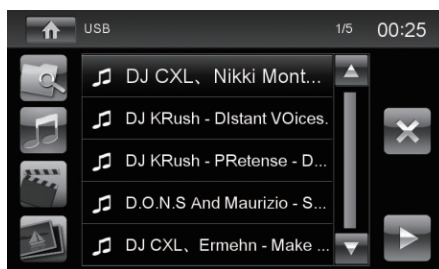 USB 1/5 00:25
DJ CXL、Nikki Mont...
DJ KRush - DIstant VOices.
DJ KRush - PRetense - D...
D.O.N.S And Maurizio - S...
DJ CXL、Ermehn - Make ...